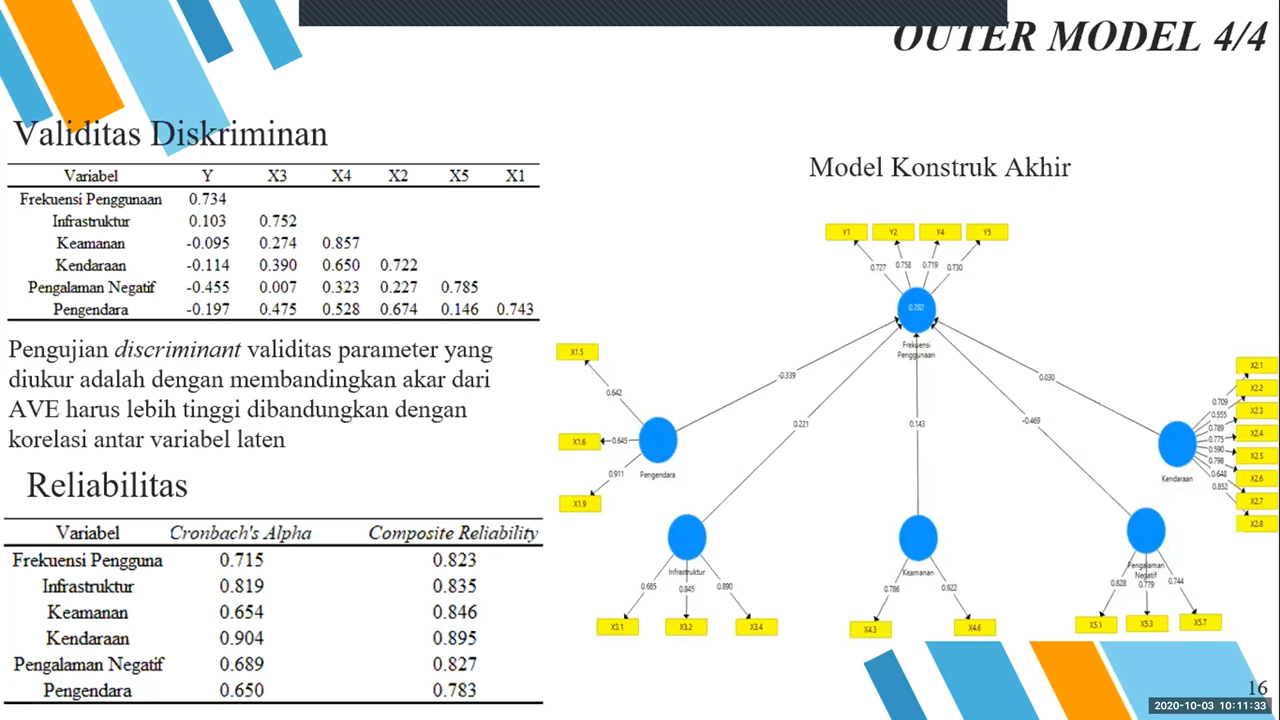 OUTER MODEL 4/4
Validitas Diskriminan
Variabel Y X3 X4 X2 X5 X1
Frekuensi Penggunaan 0.734
Infrastruktur 0.103 0.752
Keamanan -0.095 0.274 0.857
Kendaraan -0.114 0.390 0.650 0.722
Pengalaman Negatif -0.455 0.007 0.323 0.227 0.785
Pengendara -0.197 0.475 0.528 0.674 0.146 0.743
Pengujian discriminant validitas parameter yang
diukur adalah dengan membandingkan akar dari
AVE harus lebih tinggi dibandungkan dengan
korelasi antar variabel laten
Reliabilitas
Variabel Cronbach's Alpha Composite Reliability
Frekuensi Pengguna 0.715 0.823
Infrastruktur 0.819 0.835
Keamanan 0.654 0.846
Kendaraan 0.904 0.895
Pengalaman Negatif 0.689 0.827
Pengendara 0.650 0.783
Model Konstruk Akhir
Y1 Y2 Y4 Y5
0.727 0.758 0.719 0.730
0.282
Frekuensi
Penggunaan
X1.5
0.642
X1.6
0.645
0.911
X1.9
Pengendara
-0.339
0.221
0.143
-0.469
0.030
X2.1
X2.2
X2.3
X2.4
X2.5
X2.6
X2.7
X2.8
0.709
0.555
0.789
0.775
0.590
0.798
0.648
0.852
Kendaraan
Infrastruktur
0.685 0.845 0.890
X3.1 X3.2 X3.4
Keamanan
0.786 0.922
X4.3 X4.6
Pengalaman
Negatif
0.828 0.779 0.744
X5.1 X5.3 X5.7
16
2020-10-03 10:11:33